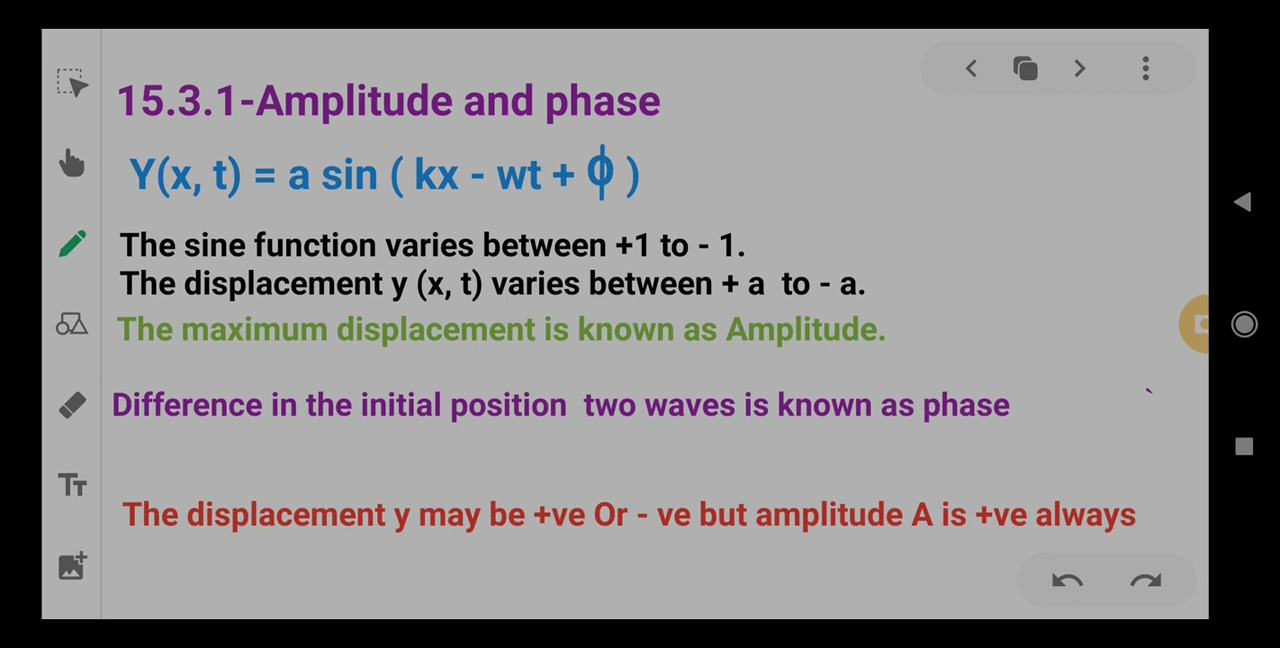 15.3.1-Amplitude and phase
Y(x, t) = a sin ( kx - wt + ϕ )
The sine function varies between +1 to - 1.
The displacement y (x, t) varies between + a to - a.
The maximum displacement is known as Amplitude.
Difference in the initial position two waves is known as phase
The displacement y may be +ve Or - ve but amplitude A is +ve always